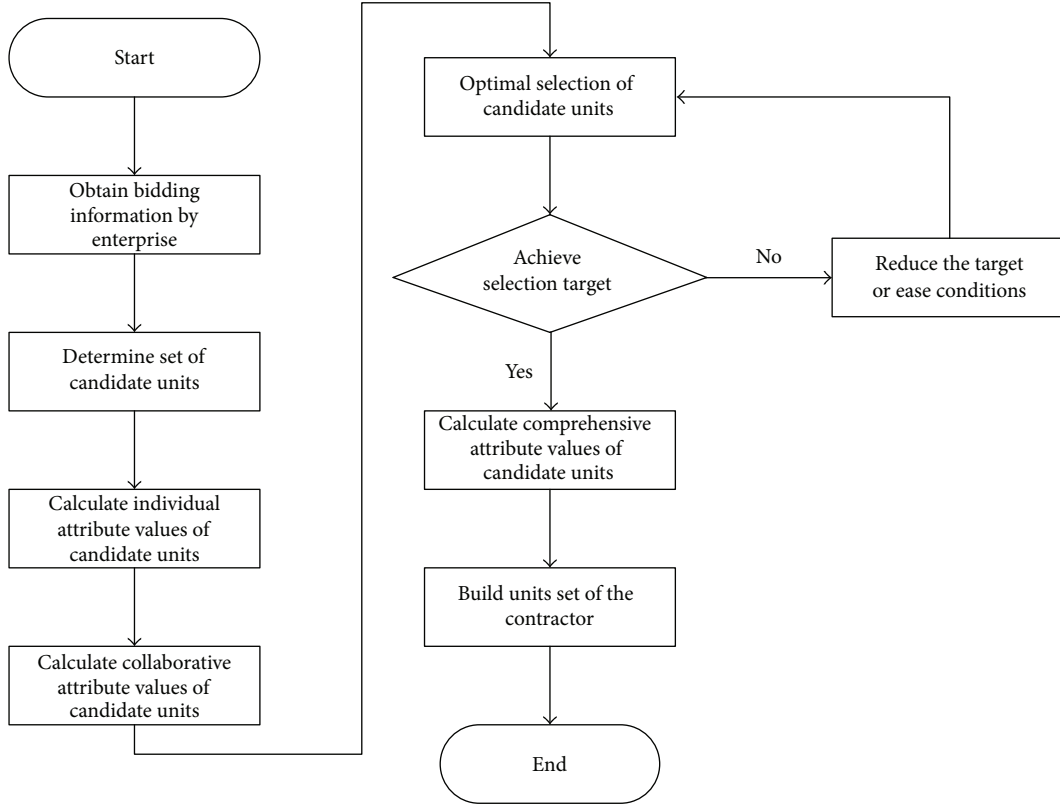 Start
Obtain bidding
information by
enterprise
Determine set of
candidate units
Calculate individual
attribute values of
candidate units
Calculate collaborative
attribute values of
candidate units
Optimal selection of
candidate units
Achieve
selection target
No
Reduce the target
or ease conditions
Yes
Calculate comprehensive
attribute values of
candidate units
Build units set of the
contractor
End